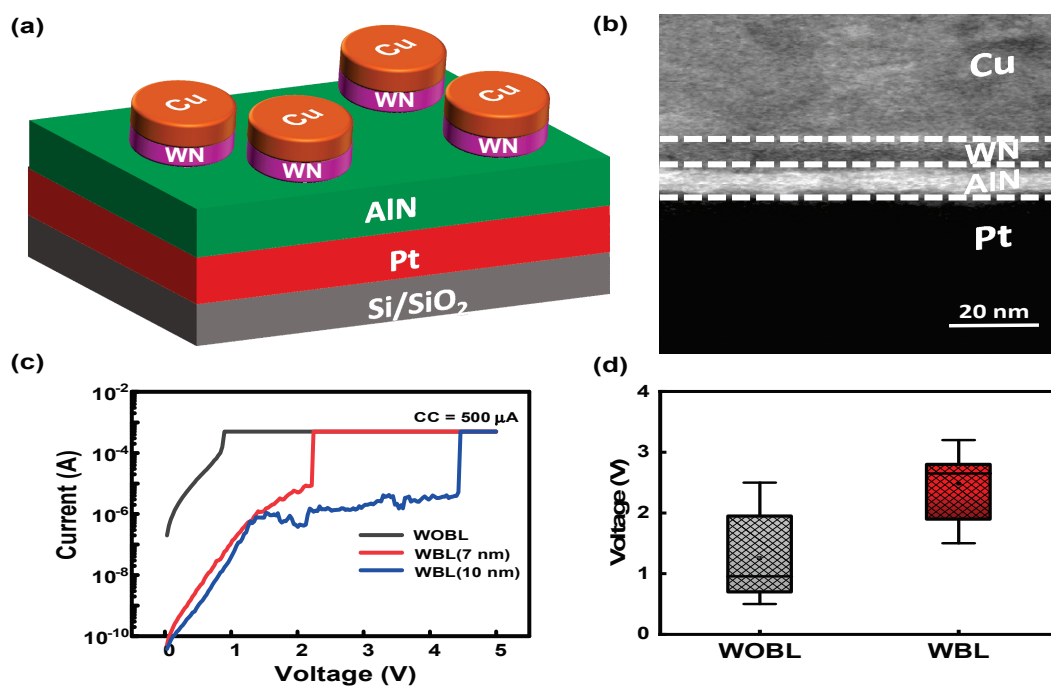 (a)
Cu
WN
Cu
WN
Cu
WN
Cu
WN
AlN
Pt
Si/SiO₂
(b)
Cu
WN
AlN
Pt
20 nm
(c)
10⁻²
10⁻⁴
10⁻⁶
10⁻⁸
10⁻¹⁰
Current (A)
CC = 500 µA
WOBL
WBL(7 nm)
WBL(10 nm)
0 1 2 3 4 5
Voltage (V)
(d)
4
3
2
1
0
Voltage (V)
WOBL WBL